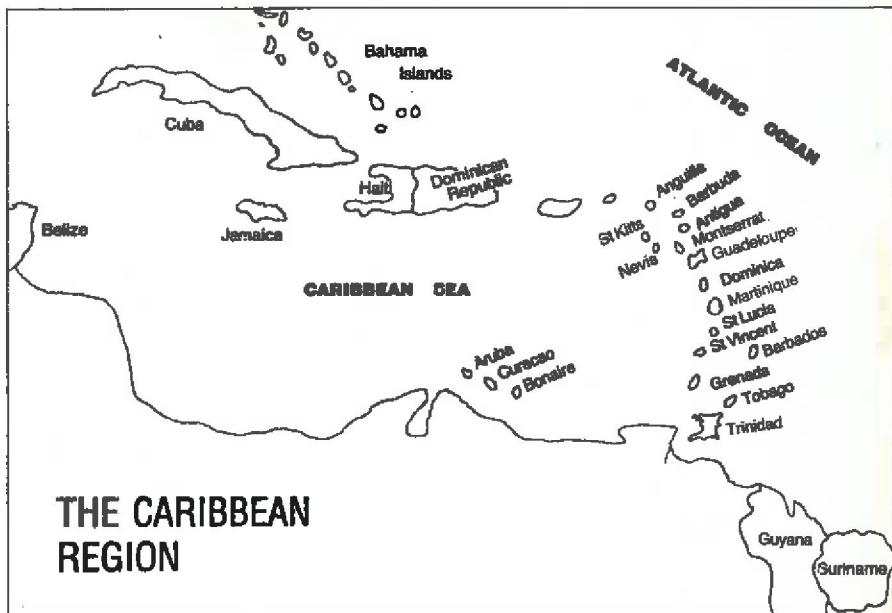 Bahama
Islands
ATLANTIC OCEAN
Cuba
Haiti
Dominican
Republic
Anguilla
Barbuda
Belize
Jamaica
St Kitts
Antigua
Montserrat
Nevis
Guadeloupe
CARIBBEAN SEA
Dominica
Martinique
St Lucia
St Vincent
Barbados
Aruba
Curacao
Bonaire
Grenada
Tobago
Trinidad
THE CARIBBEAN
REGION
Guyana
Suriname